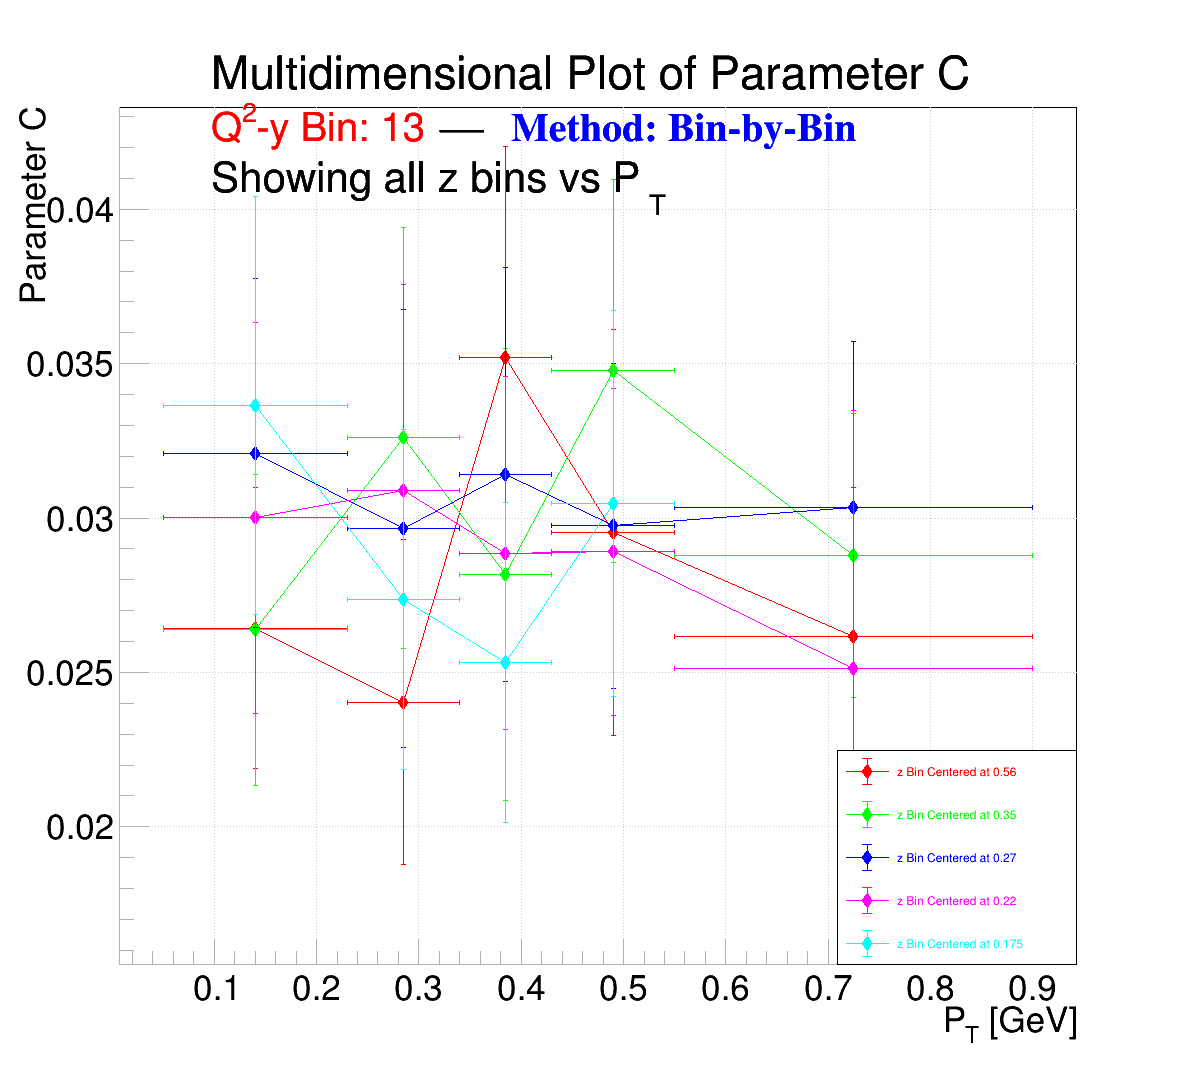 Multidimensional Plot of Parameter C
Q2-y Bin: 13 — Method: Bin-by-Bin
Showing all z bins vs PT
Parameter C
0.04
0.035
0.03
0.025
0.02
z Bin Centered at 0.56
z Bin Centered at 0.35
z Bin Centered at 0.27
z Bin Centered at 0.22
z Bin Centered at 0.175
0.1 0.2 0.3 0.4 0.5 0.6 0.7 0.8 0.9
PT [GeV]